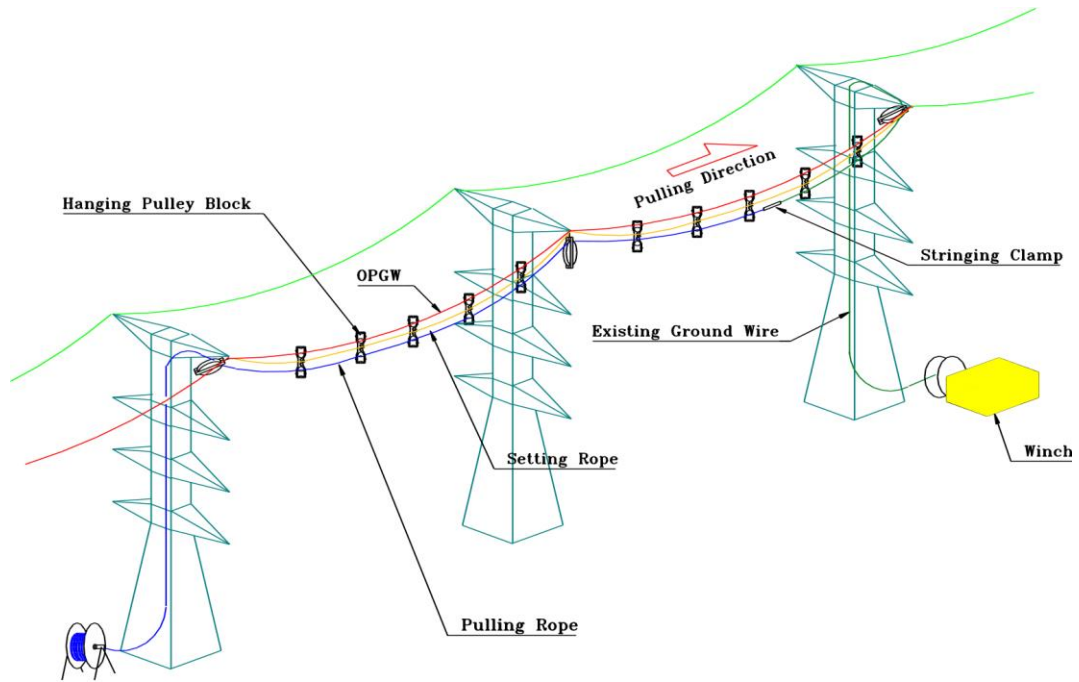 Pulling Direction
Hanging Pulley Block
OPGW
Stringing Clamp
Existing Ground Wire
Winch
Setting Rope
Pulling Rope